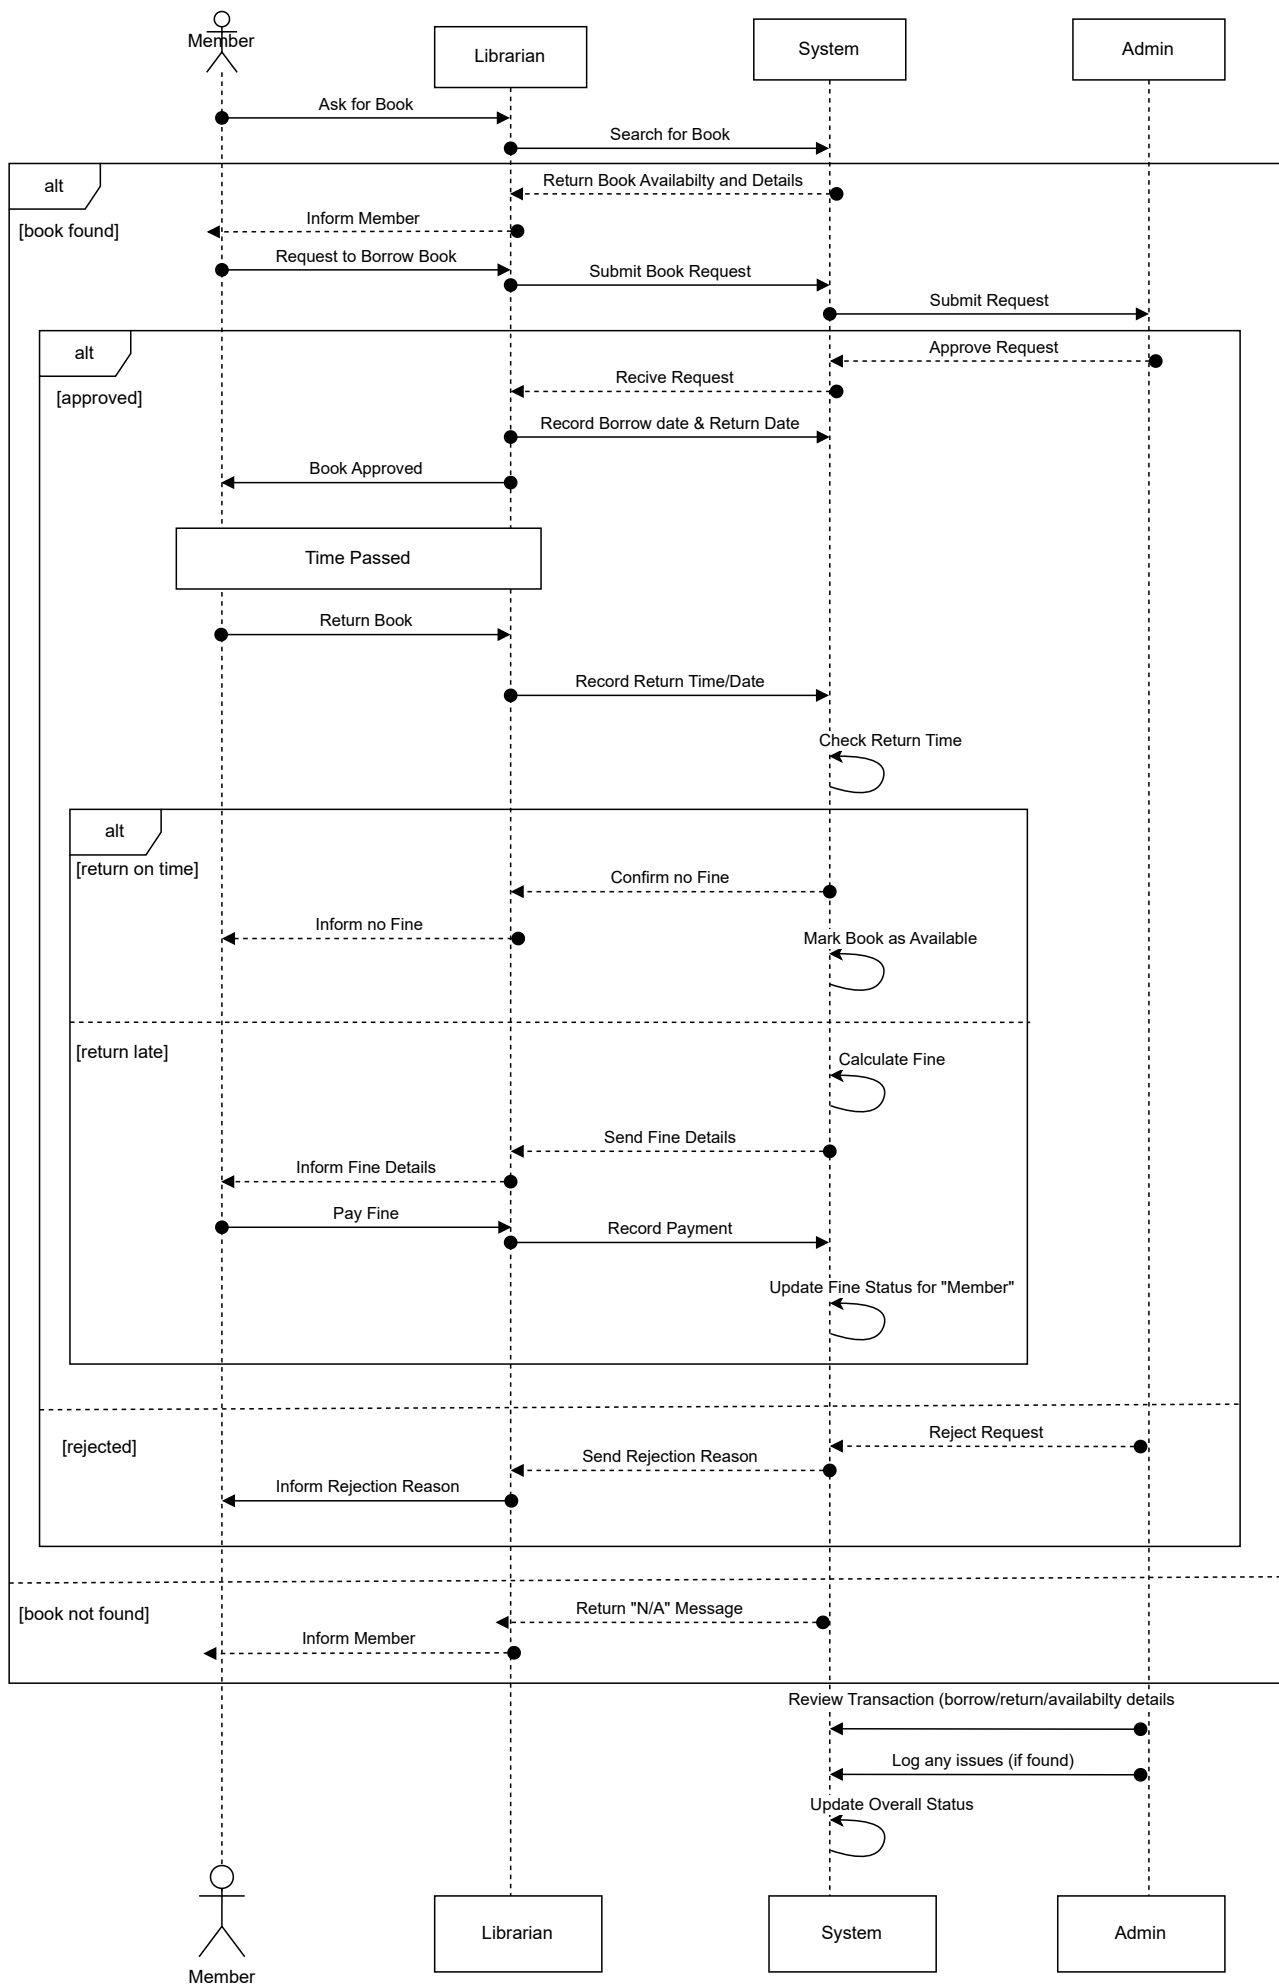 Member
Librarian
System
Admin
Ask for Book
Search for Book
alt
Return Book Availabilty and Details
[book found]
Inform Member
Request to Borrow Book
Submit Book Request
Submit Request
alt
Approve Request
Recive Request
[approved]
Record Borrow date & Return Date
Book Approved
Time Passed
Return Book
Record Return Time/Date
Check Return Time
alt
[return on time]
Confirm no Fine
Inform no Fine
Mark Book as Available
[return late]
Calculate Fine
Send Fine Details
Inform Fine Details
Pay Fine
Record Payment
Update Fine Status for "Member"
Reject Request
[rejected]
Send Rejection Reason
Inform Rejection Reason
[book not found]
Return "N/A" Message
Inform Member
Review Transaction (borrow/return/availabilty details
Log any issues (if found)
Update Overall Status
Librarian
System
Admin
Member